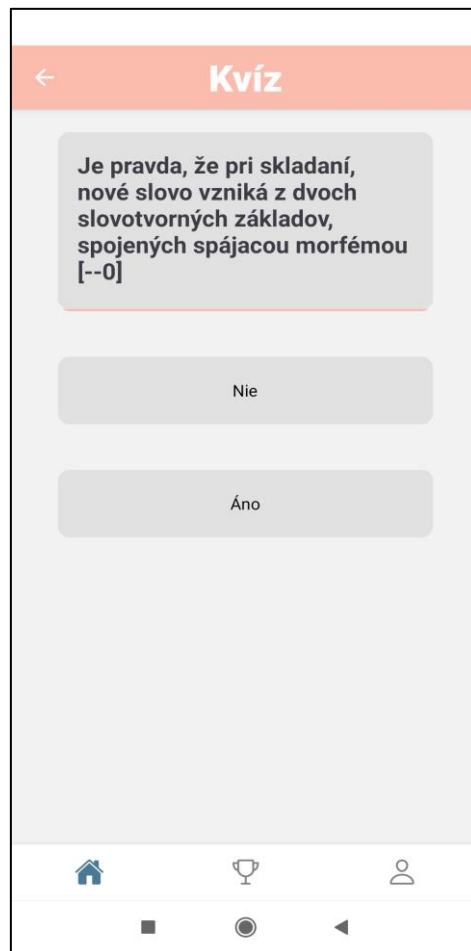 Kvíz
Je pravda, že pri skladaní,
nové slovo vzniká z dvoch
slovotvorných základov,
spojených spájacou morfémou
[--0]
Nie
Áno